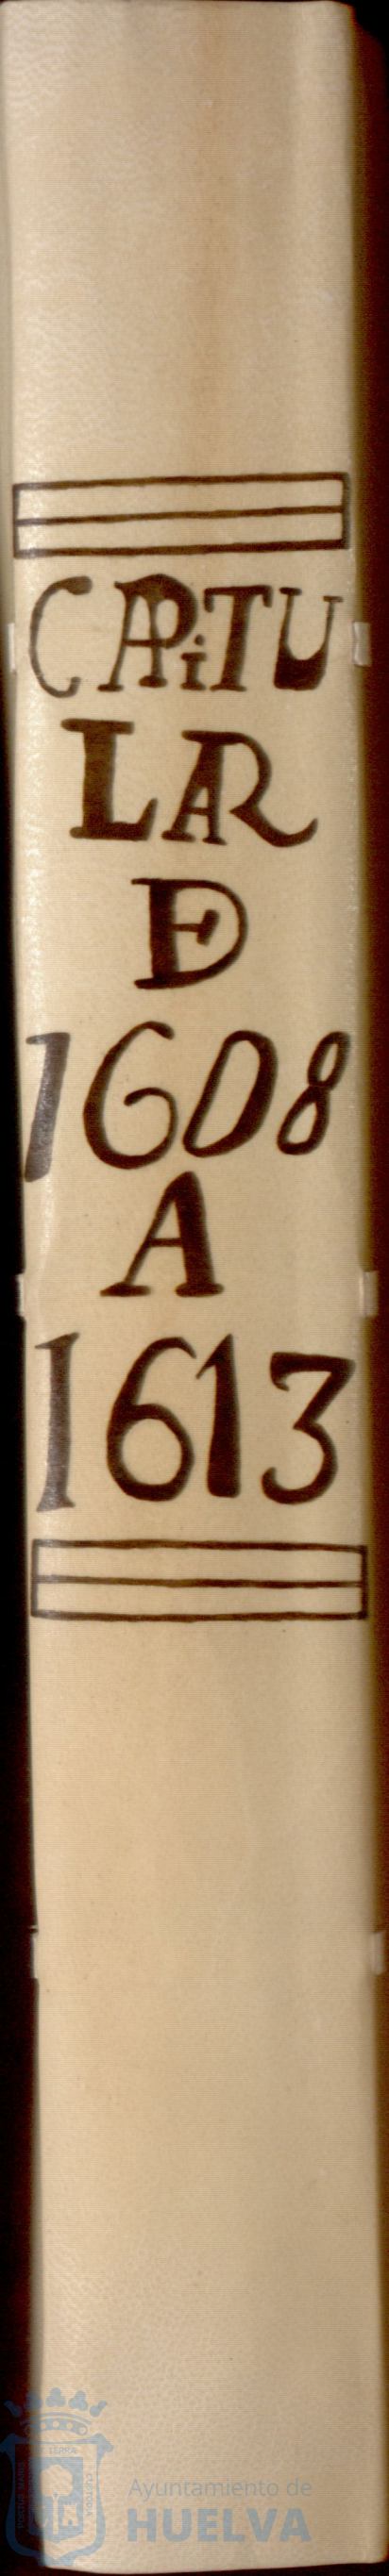 CAPiTU
LAR
DE
1608
A
1613
Ayuntamiento de
HUELVA